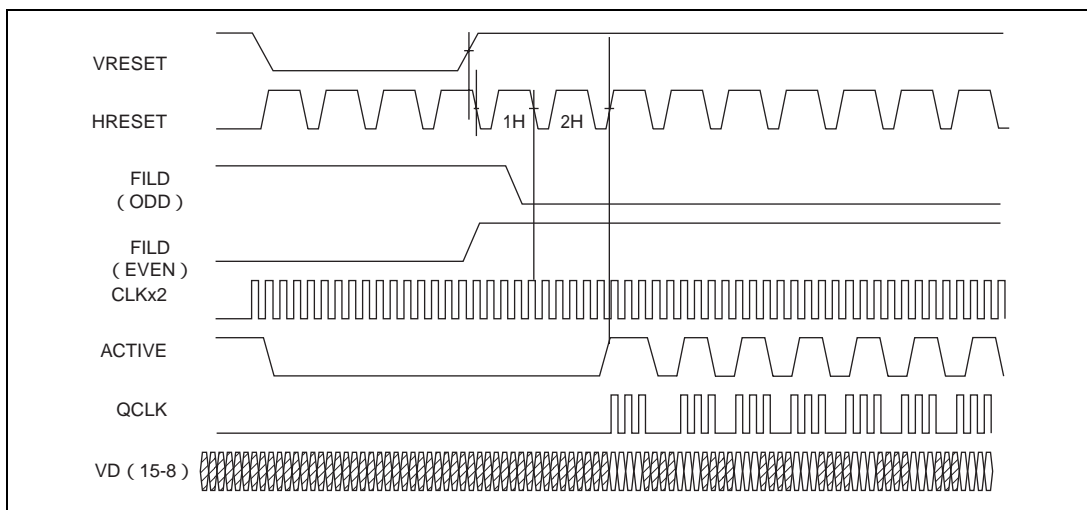 VRESET
HRESET
1H
2H
FILD
( ODD )
FILD
( EVEN )
CLKx2
ACTIVE
QCLK
VD ( 15-8 )